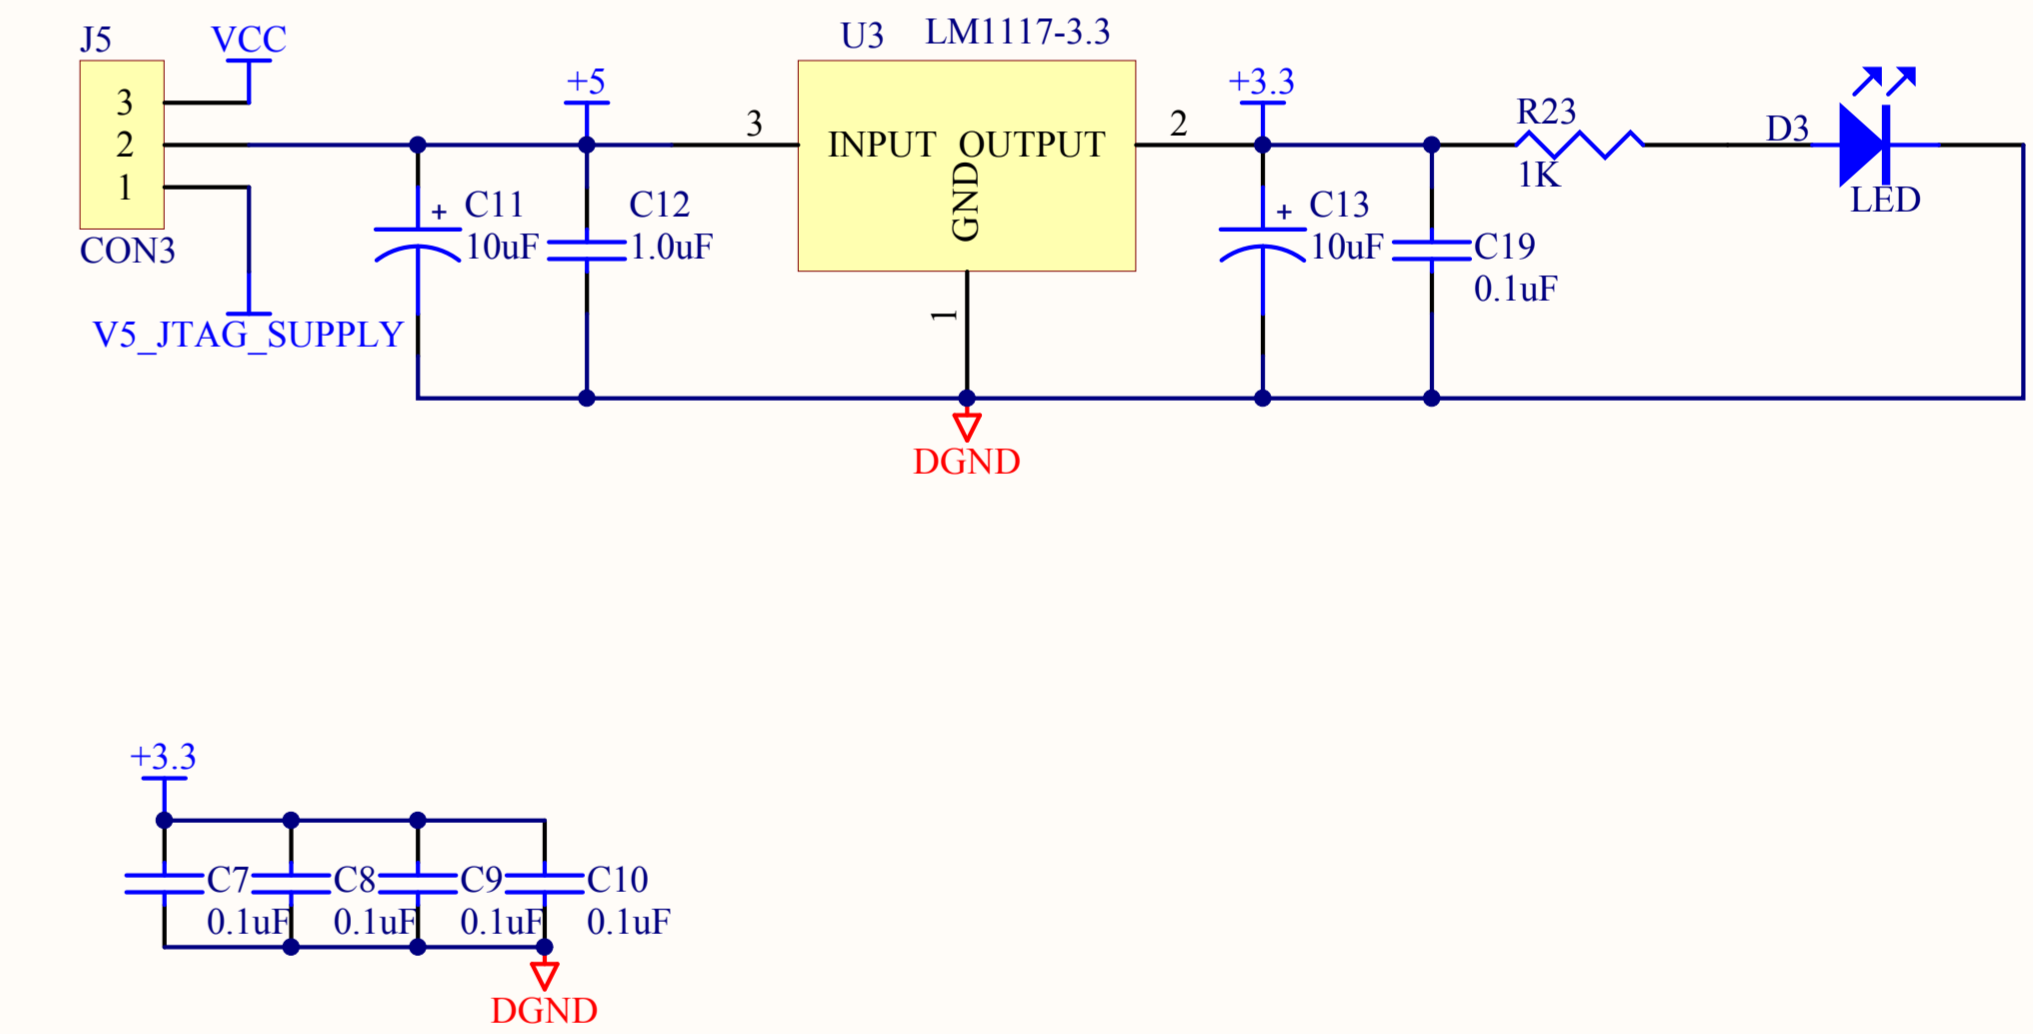 J5
VCC
3
2
1
CON3
V5_JTAG_SUPPLY
+5
+ C11
10uF
C12
1.0uF
U3 LM1117-3.3
3
INPUT OUTPUT
GND
2
1
DGND
+3.3
+ C13
10uF
C19
0.1uF
R23
1K
D3
LED
+3.3
C7
0.1uF
C8
0.1uF
C9
0.1uF
C10
0.1uF
DGND